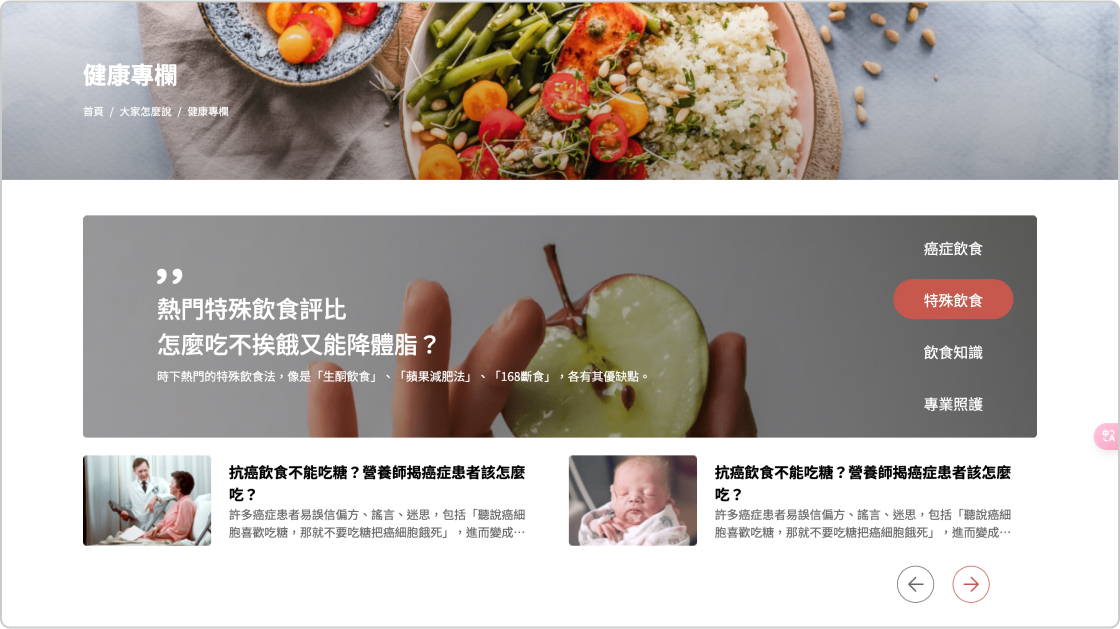 健康專欄
首頁 / 大家怎麼說 / 健康專欄
熱門特殊飲食評比
怎麼吃不挨餓又能降體脂？
時下熱門的特殊飲食法，像是「生酮飲食」、「蘋果減肥法」、「168斷食」，各有其優缺點。
癌症飲食
特殊飲食
飲食知識
專業照護
抗癌飲食不能吃糖？營養師揭癌症患者該怎麼
吃？
許多癌症患者易誤信偏方、謠言、迷思，包括「聽說癌細
胞喜歡吃糖，那就不要吃糖把癌細胞餓死」，進而變成…
抗癌飲食不能吃糖？營養師揭癌症患者該怎麼
吃？
許多癌症患者易誤信偏方、謠言、迷思，包括「聽說癌細
胞喜歡吃糖，那就不要吃糖把癌細胞餓死」，進而變成…